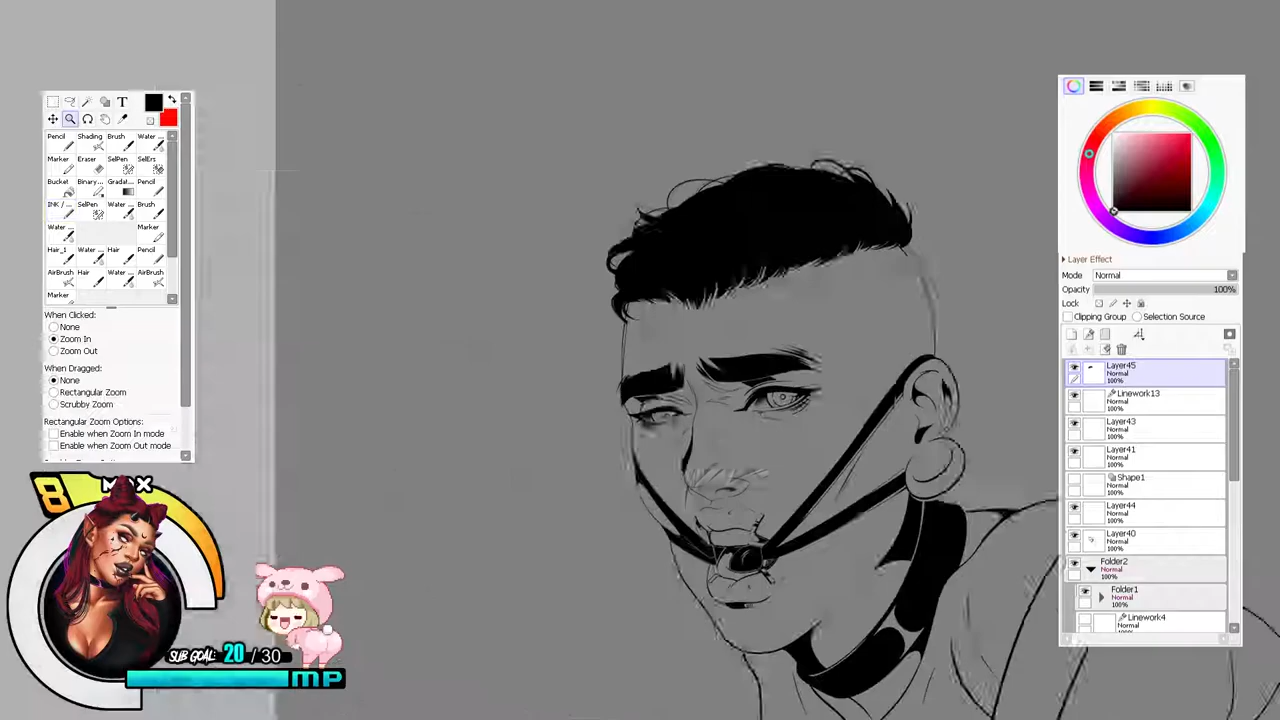 T
Pencil Shading Brush Water ...
Marker Eraser SelPen SelErs
Bucket Binary... Gradat... Pencil
INK / ... SelPen Water ... Brush
Water ... Marker
Hair_1 Water ... Hair Pencil
AirBrush Hair Water ... AirBrush
Marker
When Clicked:
None
Zoom In
Zoom Out
When Dragged:
None
Rectangular Zoom
Scrubby Zoom
Rectangular Zoom Options:
Enable when Zoom In mode
Enable when Zoom Out mode
8
MAX
SUB GOAL: 20 / 30
MP
Layer Effect
Mode Normal
Opacity 100%
Lock
Clipping Group Selection Source
Layer45
Normal
100%
Linework13
Normal
100%
Layer43
Normal
100%
Layer41
Normal
100%
Shape1
Normal
100%
Layer44
Normal
100%
Layer40
Normal
100%
Folder2
Normal
100%
Folder1
Normal
100%
Linework4
Normal